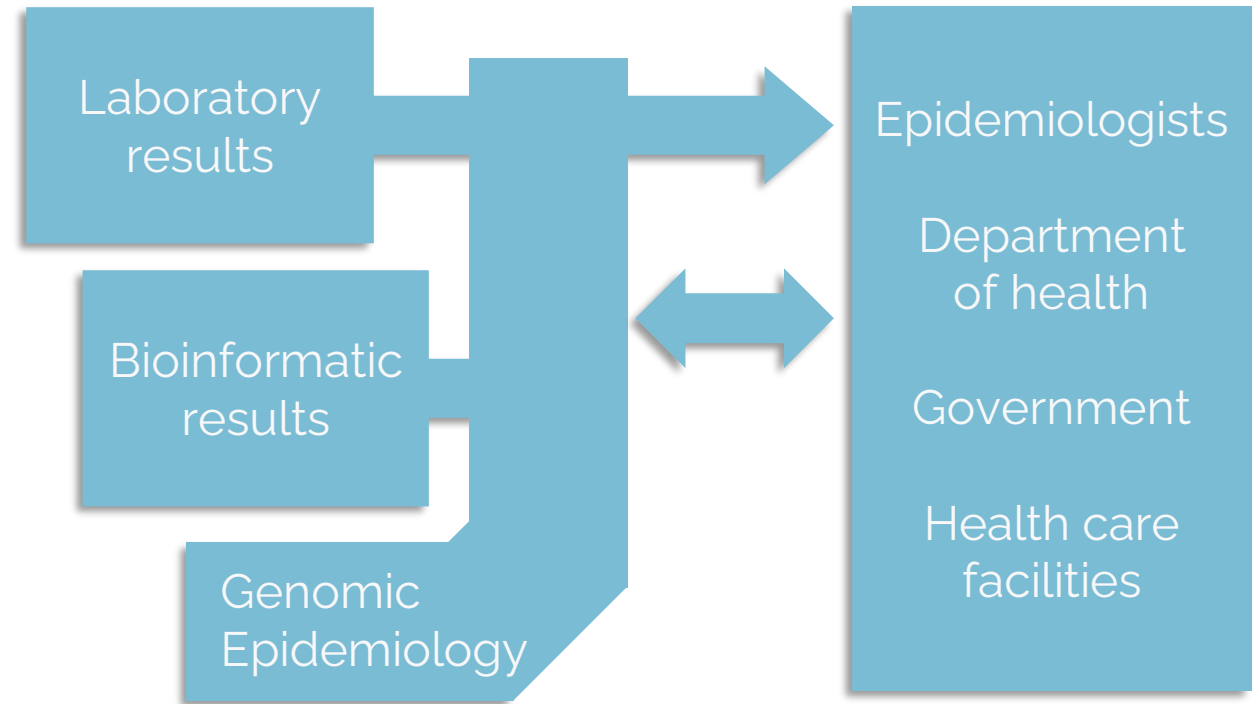 Laboratory
results
Bioinformatic
results
Genomic
Epidemiology
Epidemiologists
Department
of health
Government
Health care
facilities